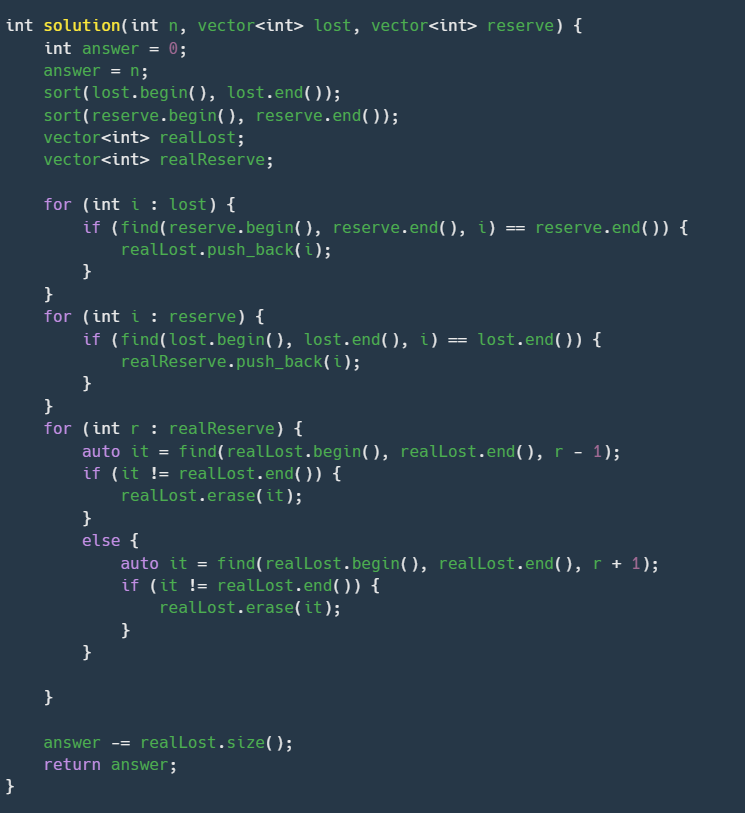 int solution(int n, vector<int> lost, vector<int> reserve) {
    int answer = 0;
    answer = n;
    sort(lost.begin(), lost.end());
    sort(reserve.begin(), reserve.end());
    vector<int> realLost;
    vector<int> realReserve;

    for (int i : lost) {
        if (find(reserve.begin(), reserve.end(), i) == reserve.end()) {
            realLost.push_back(i);
        }
    }
    for (int i : reserve) {
        if (find(lost.begin(), lost.end(), i) == lost.end()) {
            realReserve.push_back(i);
        }
    }
    for (int r : realReserve) {
        auto it = find(realLost.begin(), realLost.end(), r - 1);
        if (it != realLost.end()) {
            realLost.erase(it);
        }
        else {
            auto it = find(realLost.begin(), realLost.end(), r + 1);
            if (it != realLost.end()) {
                realLost.erase(it);
            }
        }

    }

    answer -= realLost.size();
    return answer;
}